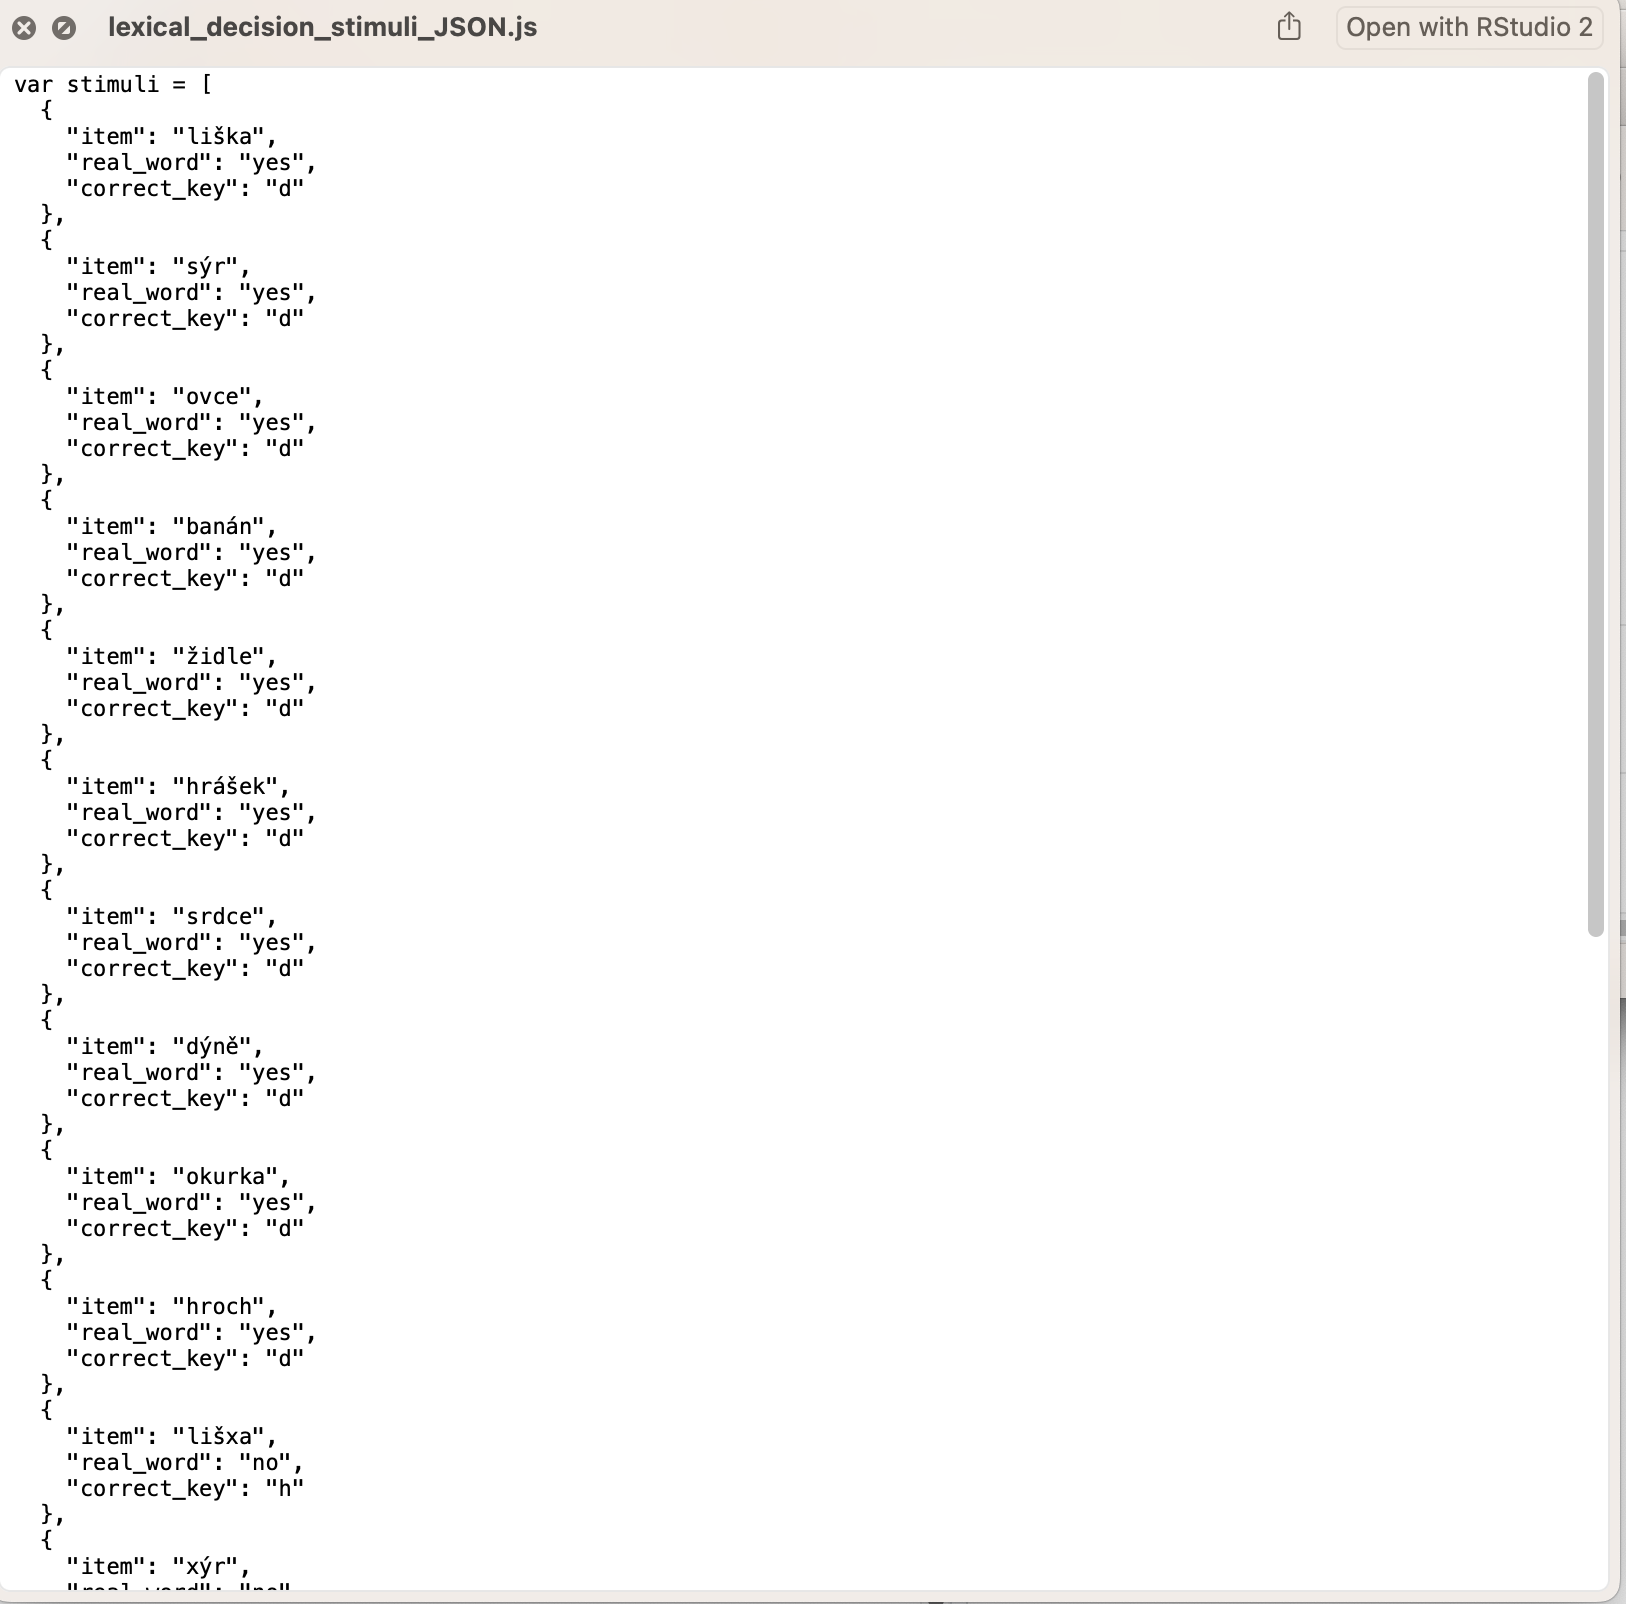 lexical_decision_stimuli_JSON.js
Open with RStudio 2
var stimuli = [
  {
    "item": "liška",
    "real_word": "yes",
    "correct_key": "d"
  },
  {
    "item": "sýr",
    "real_word": "yes",
    "correct_key": "d"
  },
  {
    "item": "ovce",
    "real_word": "yes",
    "correct_key": "d"
  },
  {
    "item": "banán",
    "real_word": "yes",
    "correct_key": "d"
  },
  {
    "item": "židle",
    "real_word": "yes",
    "correct_key": "d"
  },
  {
    "item": "hrášek",
    "real_word": "yes",
    "correct_key": "d"
  },
  {
    "item": "srdce",
    "real_word": "yes",
    "correct_key": "d"
  },
  {
    "item": "dýně",
    "real_word": "yes",
    "correct_key": "d"
  },
  {
    "item": "okurka",
    "real_word": "yes",
    "correct_key": "d"
  },
  {
    "item": "hroch",
    "real_word": "yes",
    "correct_key": "d"
  },
  {
    "item": "lišxa",
    "real_word": "no",
    "correct_key": "h"
  },
  {
    "item": "xýr",